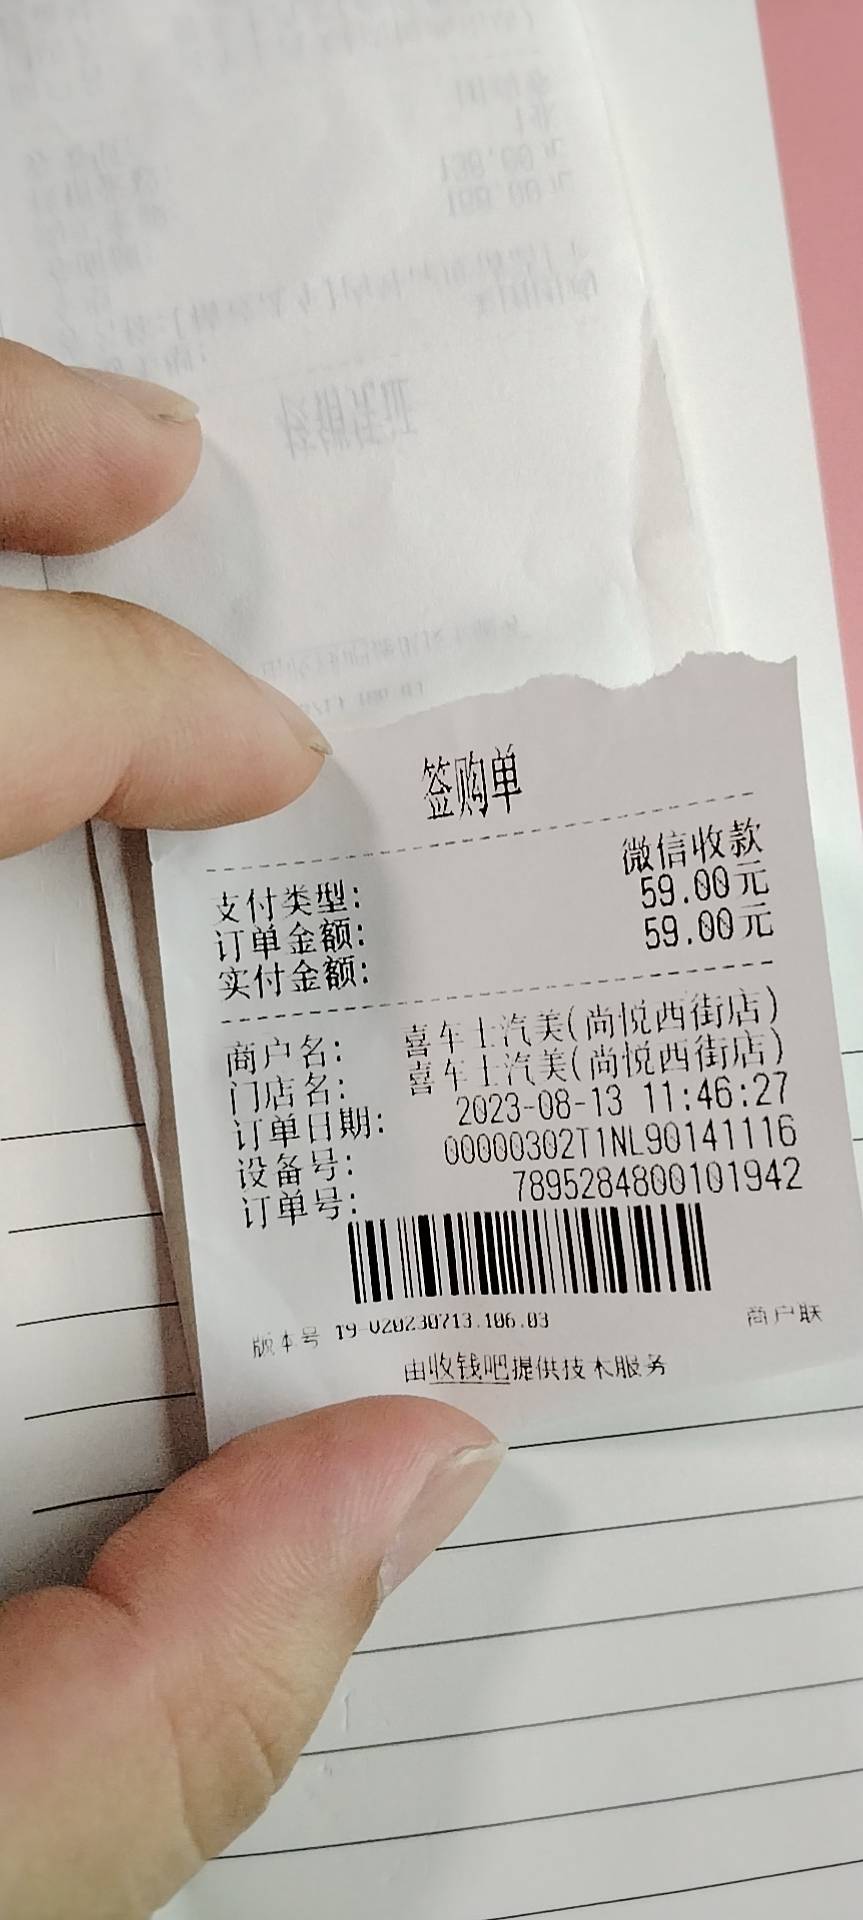 签购单
支付类型： 微信收款
订单金额： 59.00元
实付金额： 59.00元
商户名： 喜车士汽美(尚悦西街店)
门店名： 喜车士汽美(尚悦西街店)
订单日期： 2023-08-13 11:46:27
设备号： 00000302T1NL90141116
订单号： 7895284800101942
版本号 T9-V20230713.106.03 商户联
由收钱吧提供技术服务